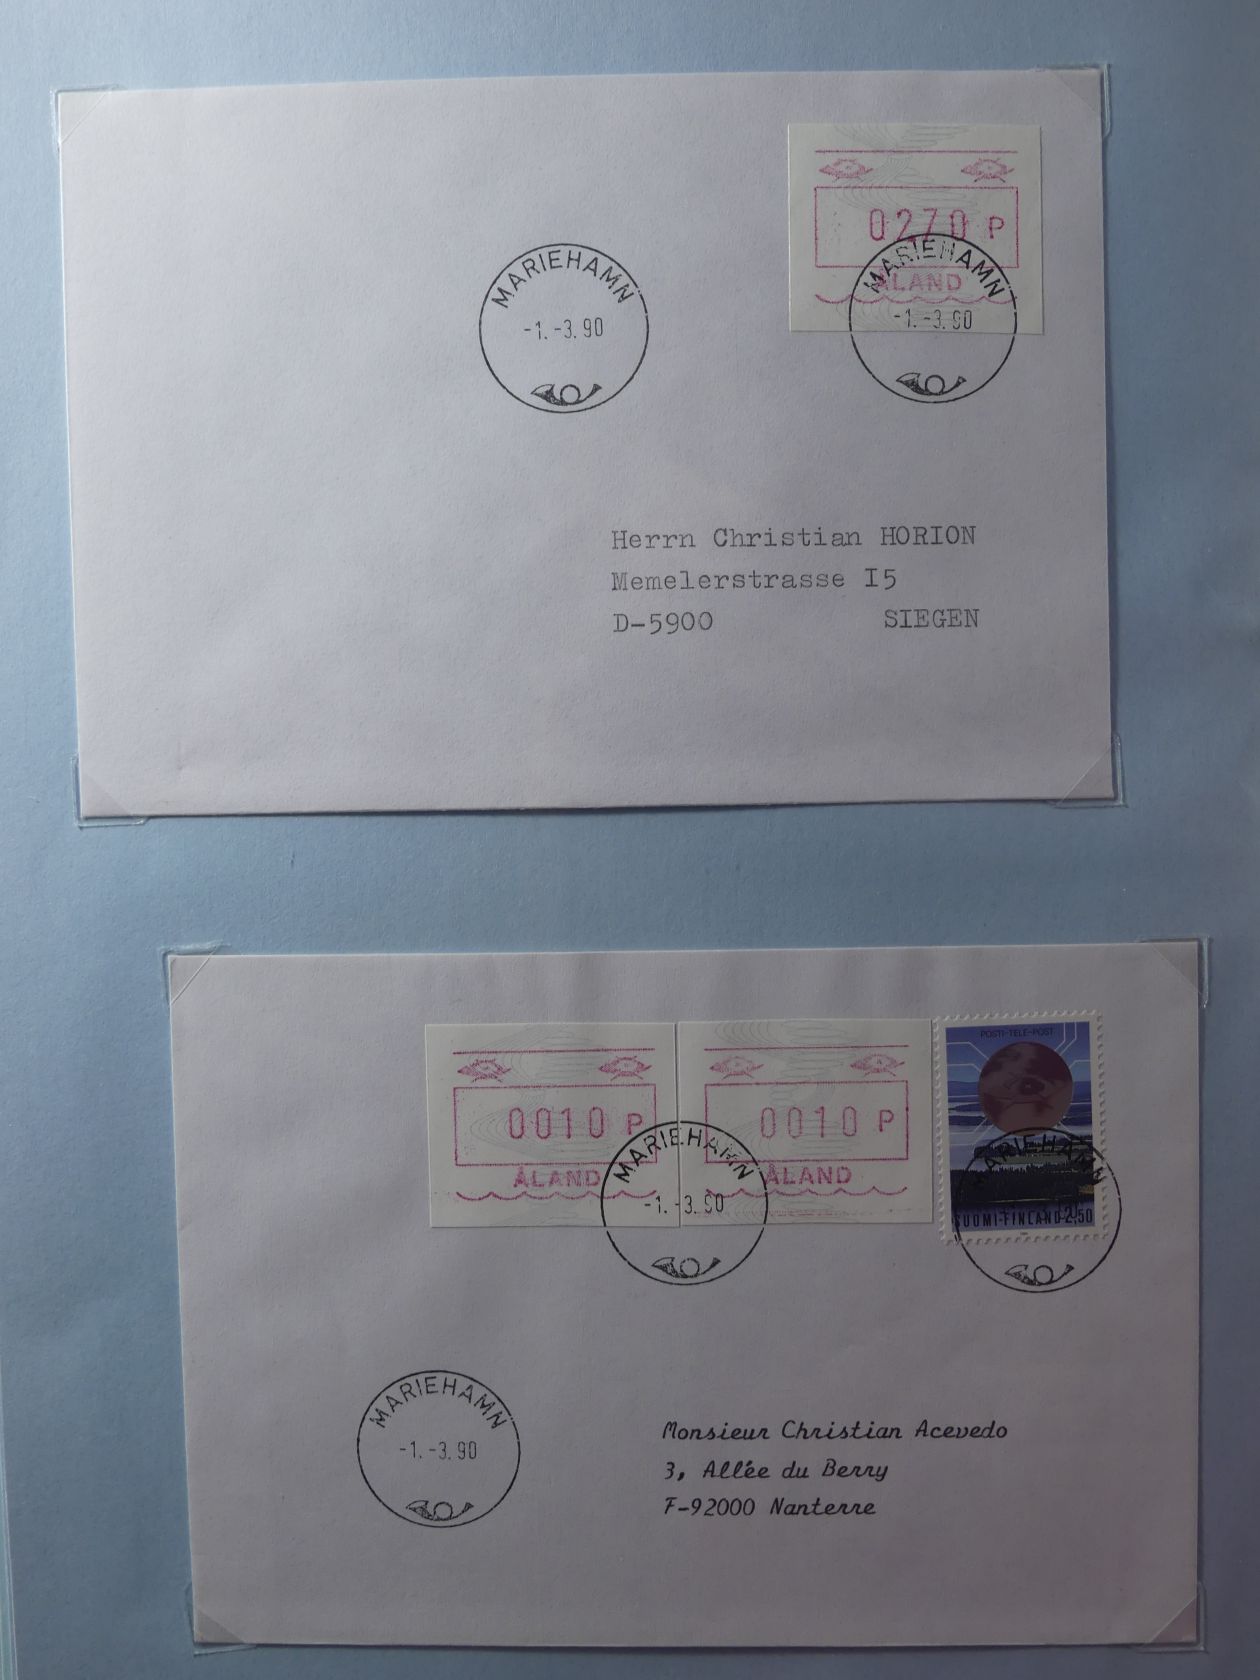 0270 P
ÅLAND
MARIEHAMN
-1.-3.90
MARIEHAMN
-1.-3.90
Herrn Christian HORION
Memelerstrasse I5
D-5900 SIEGEN
0010 P
ÅLAND
0010 P
ÅLAND
POSTI-TELE-POST
SUOMI-FINLAND 2,50
MARIEHAMN
-1.-3.90
MARIEHAMN
MARIEHAMN
-1.-3.90
Monsieur Christian Acevedo
3, Allée du Berry
F-92000 Nanterre